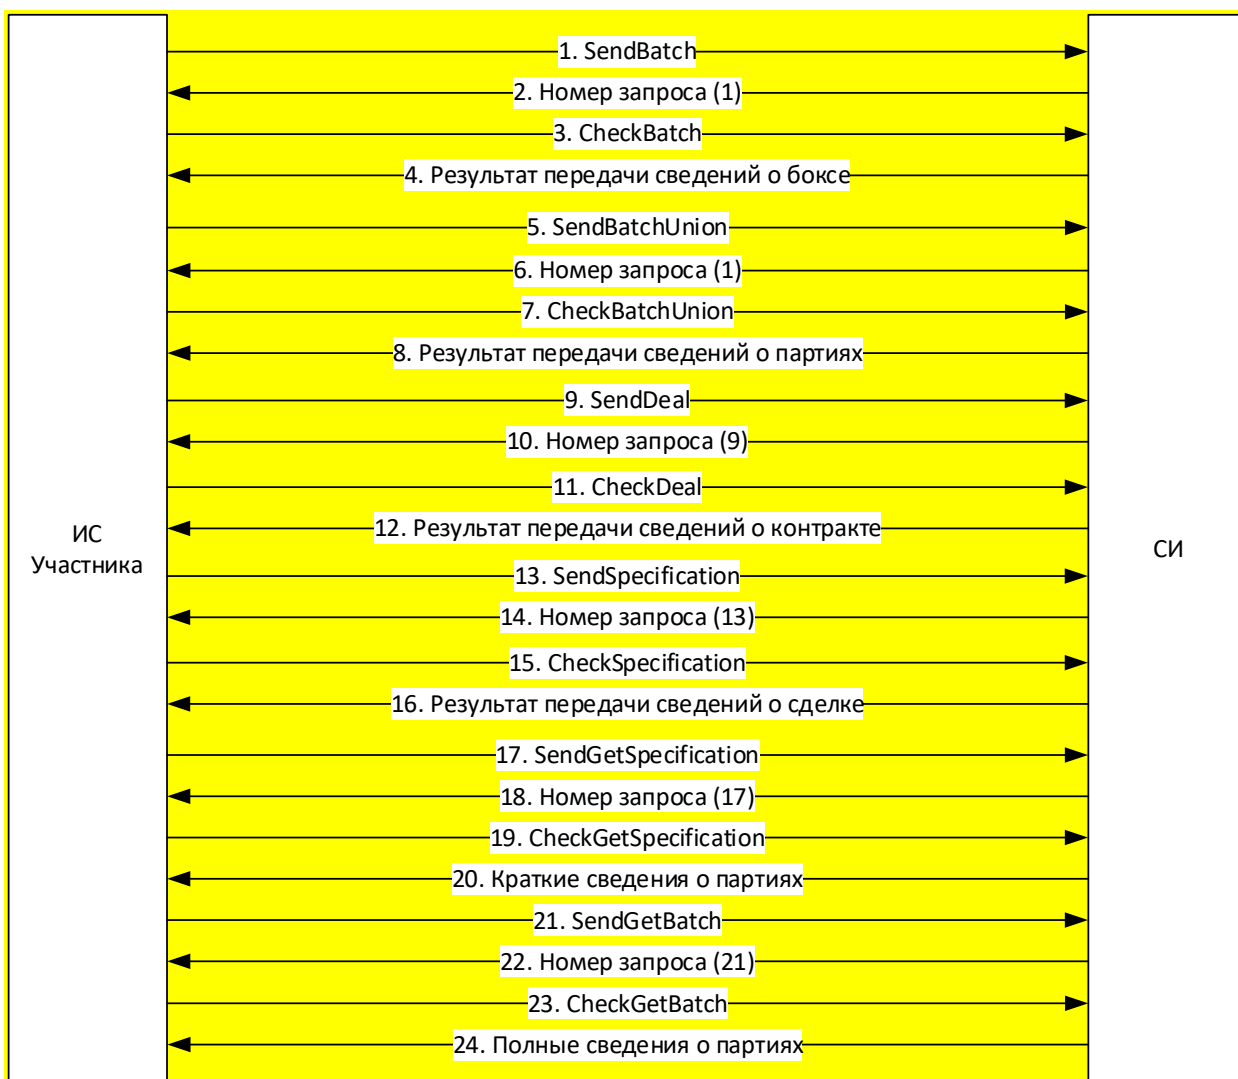 1. SendBatch
2. Номер запроса (1)
3. CheckBatch
4. Результат передачи сведений о боксе
5. SendBatchUnion
6. Номер запроса (1)
7. CheckBatchUnion
8. Результат передачи сведений о партиях
9. SendDeal
10. Номер запроса (9)
11. CheckDeal
12. Результат передачи сведений о контракте
ИС
Участника
СИ
13. SendSpecification
14. Номер запроса (13)
15. CheckSpecification
16. Результат передачи сведений о сделке
17. SendGetSpecification
18. Номер запроса (17)
19. CheckGetSpecification
20. Краткие сведения о партиях
21. SendGetBatch
22. Номер запроса (21)
23. CheckGetBatch
24. Полные сведения о партиях